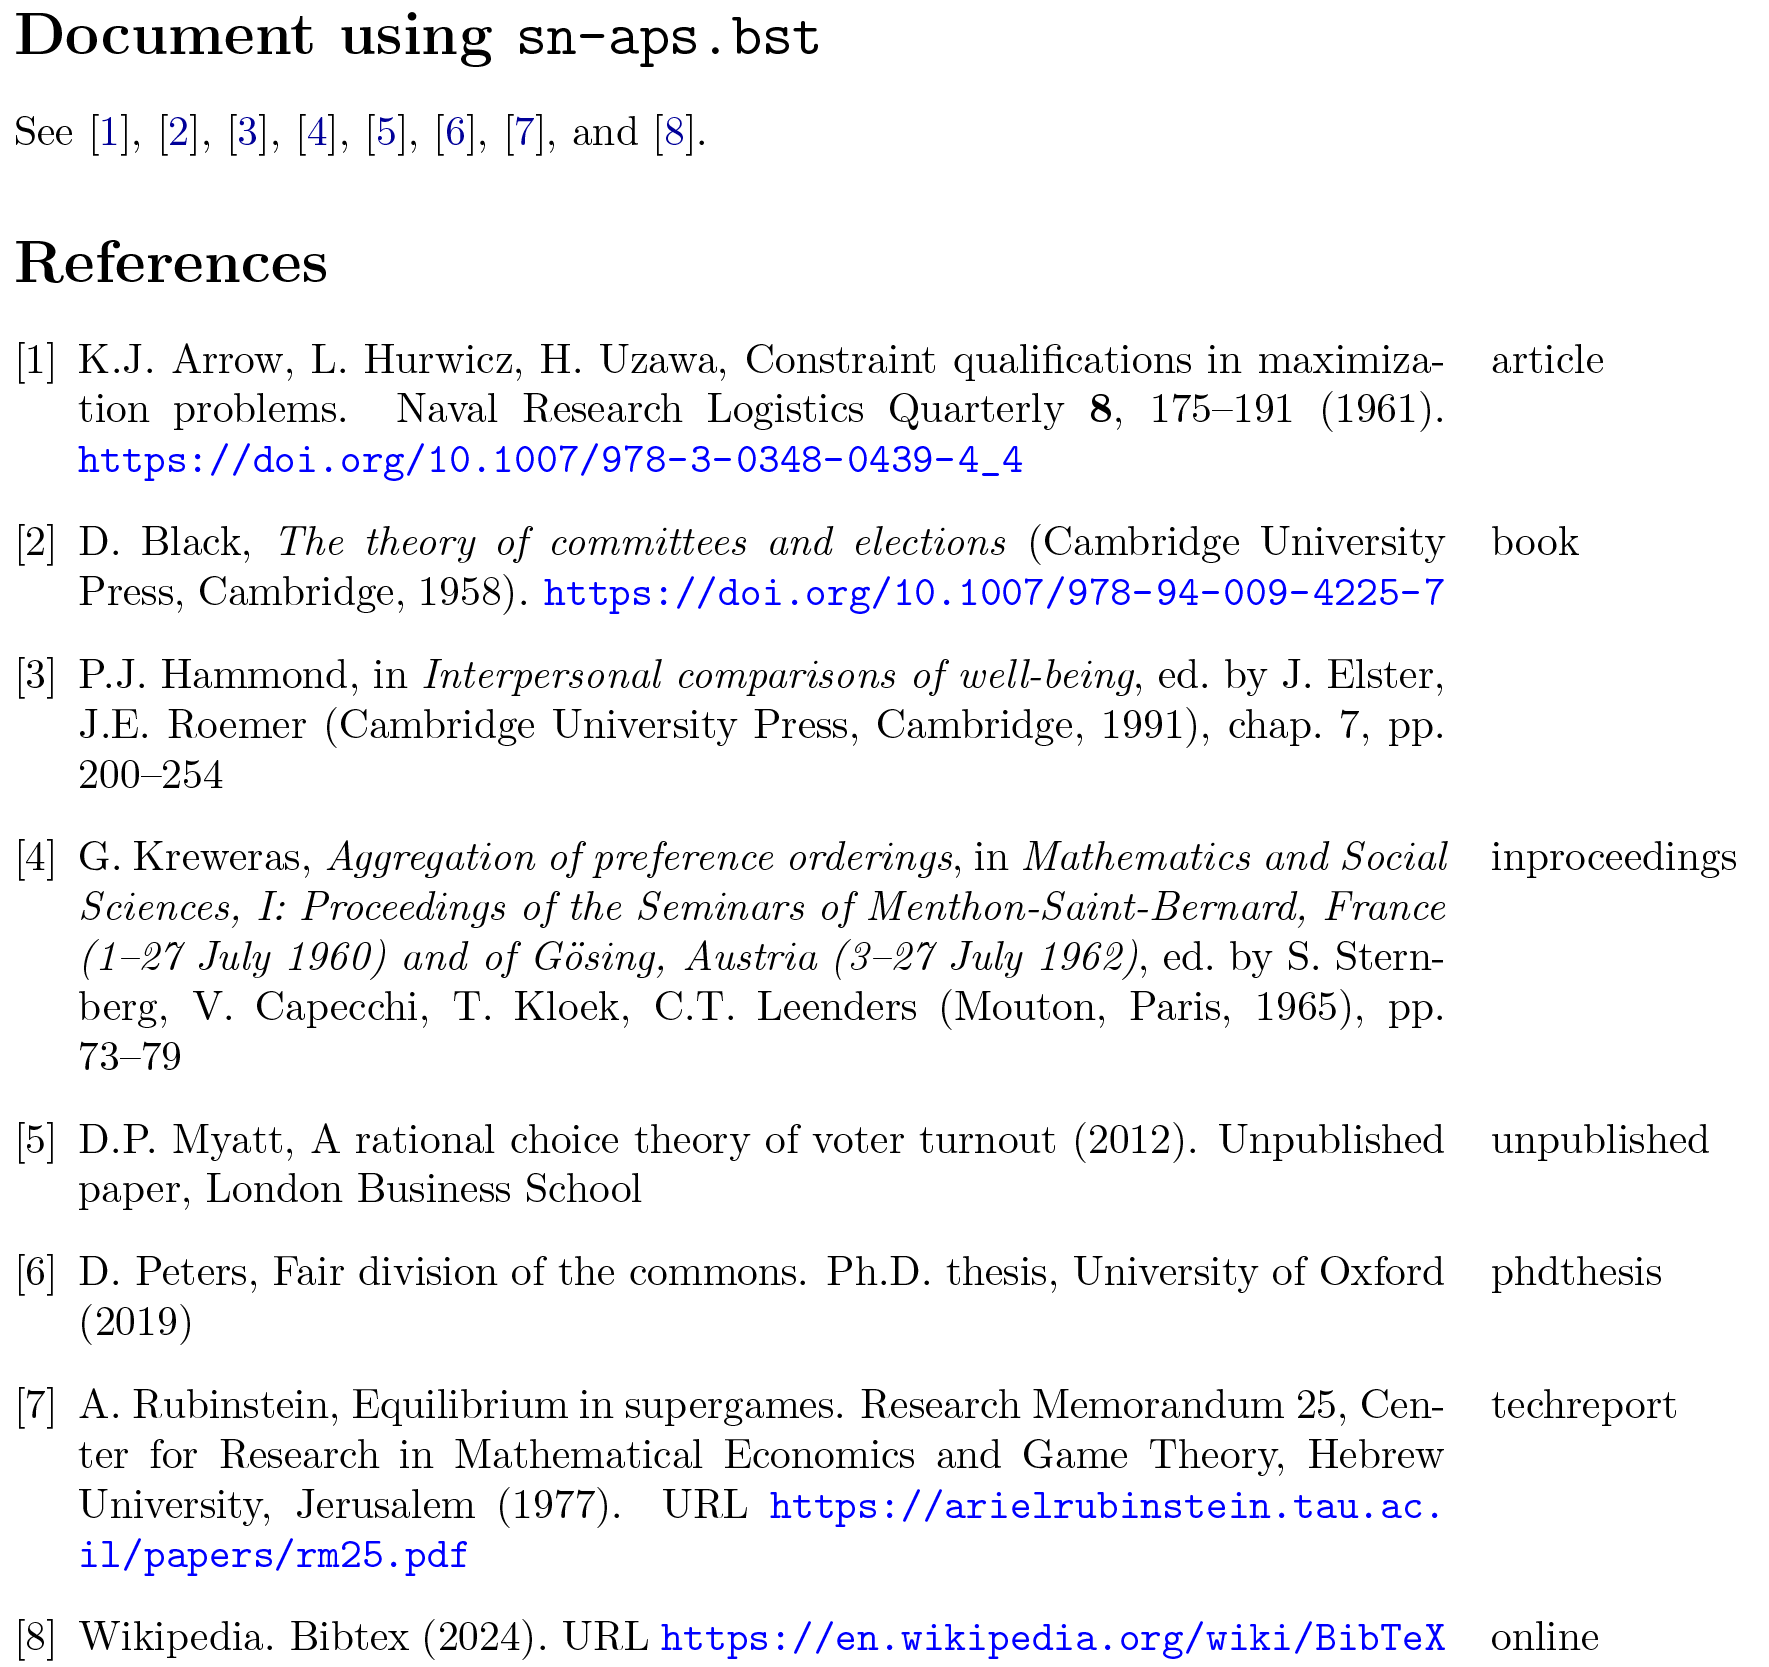 Document using sn-aps.bst
See [1], [2], [3], [4], [5], [6], [7], and [8].
References
[1] K.J. Arrow, L. Hurwicz, H. Uzawa, Constraint qualifications in maximiza- article
tion problems. Naval Research Logistics Quarterly 8, 175–191 (1961).
https://doi.org/10.1007/978-3-0348-0439-4_4
[2] D. Black, The theory of committees and elections (Cambridge University book
Press, Cambridge, 1958). https://doi.org/10.1007/978-94-009-4225-7
[3] P.J. Hammond, in Interpersonal comparisons of well-being, ed. by J. Elster,
J.E. Roemer (Cambridge University Press, Cambridge, 1991), chap. 7, pp.
200–254
[4] G. Kreweras, Aggregation of preference orderings, in Mathematics and Social inproceedings
Sciences, I: Proceedings of the Seminars of Menthon-Saint-Bernard, France
(1–27 July 1960) and of Gösing, Austria (3–27 July 1962), ed. by S. Stern-
berg, V. Capecchi, T. Kloek, C.T. Leenders (Mouton, Paris, 1965), pp.
73–79
[5] D.P. Myatt, A rational choice theory of voter turnout (2012). Unpublished unpublished
paper, London Business School
[6] D. Peters, Fair division of the commons. Ph.D. thesis, University of Oxford phdthesis
(2019)
[7] A. Rubinstein, Equilibrium in supergames. Research Memorandum 25, Cen- techreport
ter for Research in Mathematical Economics and Game Theory, Hebrew
University, Jerusalem (1977). URL https://arielrubinstein.tau.ac.
il/papers/rm25.pdf
[8] Wikipedia. Bibtex (2024). URL https://en.wikipedia.org/wiki/BibTeX online